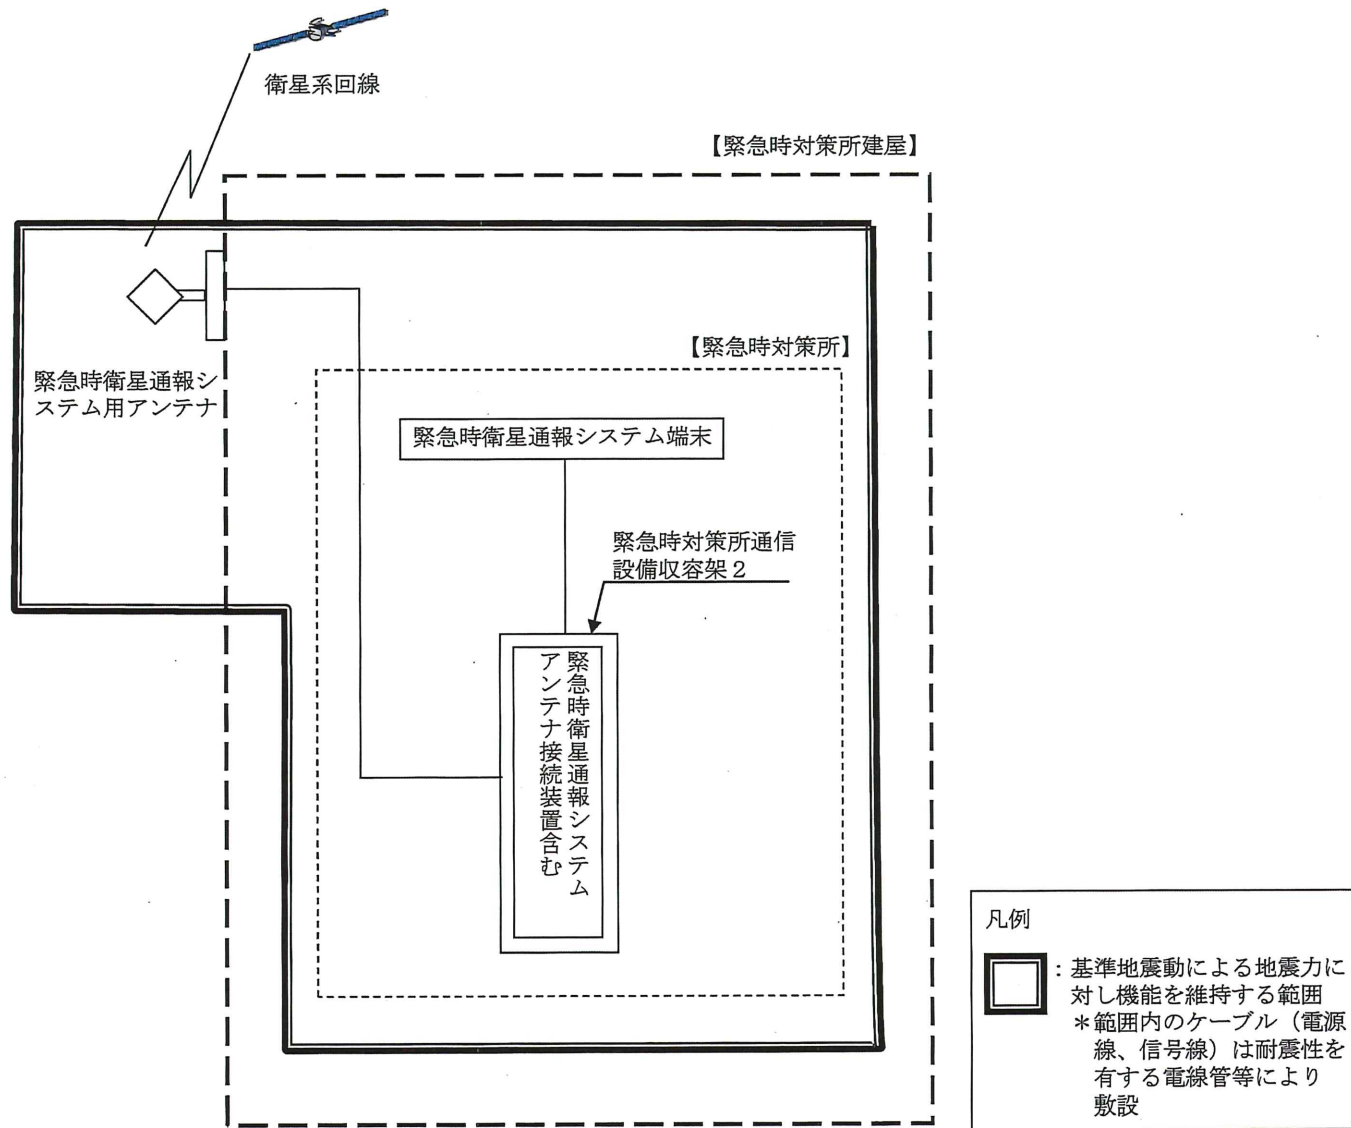 衛星系回線
【緊急時対策所建屋】
緊急時衛星通報シ
ステム用アンテナ
【緊急時対策所】
緊急時衛星通報システム端末
緊急時対策所通信
設備収容架2
緊急時衛星通報システム
アンテナ接続装置含む
凡例
:基準地震動による地震力に
対し機能を維持する範囲
*範囲内のケーブル(電源
線、信号線)は耐震性を
有する電線管等により
敷設